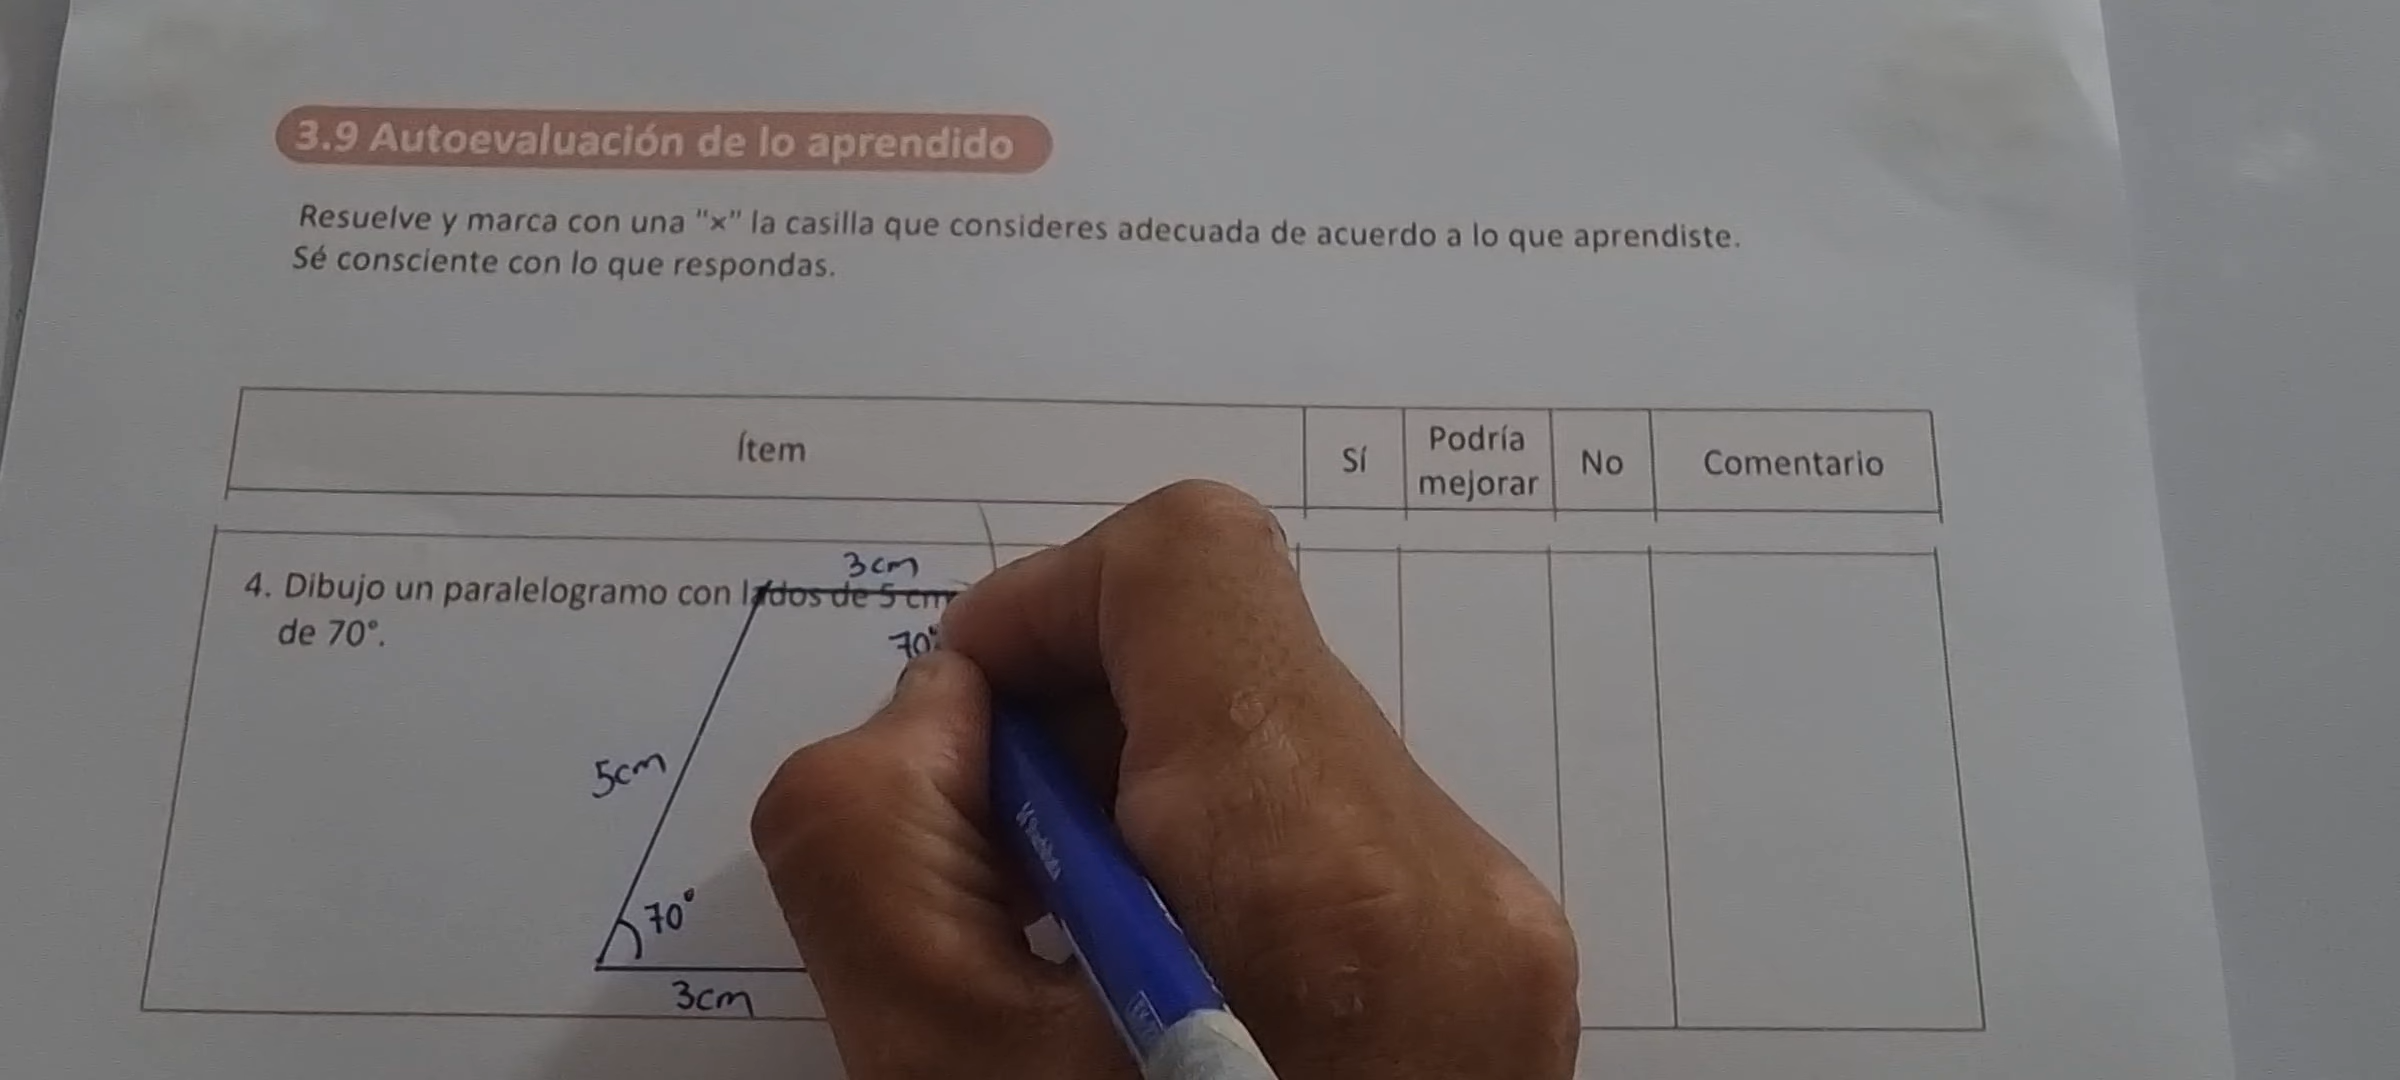 3.9 Autoevaluación de lo aprendido
Resuelve y marca con una "×" la casilla que consideres adecuada de acuerdo a lo que aprendiste.
Sé consciente con lo que respondas.
Ítem
Sí
Podría
mejorar
No
Comentario
3cm
4. Dibujo un paralelogramo con lados de 5 cm
de 70°.
70°
5cm
70°
3cm